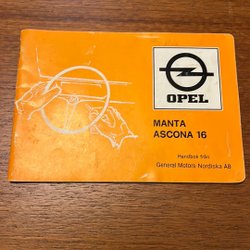 OPEL
MANTA
ASCONA 16
Handbok från
General Motors Nordiska AB